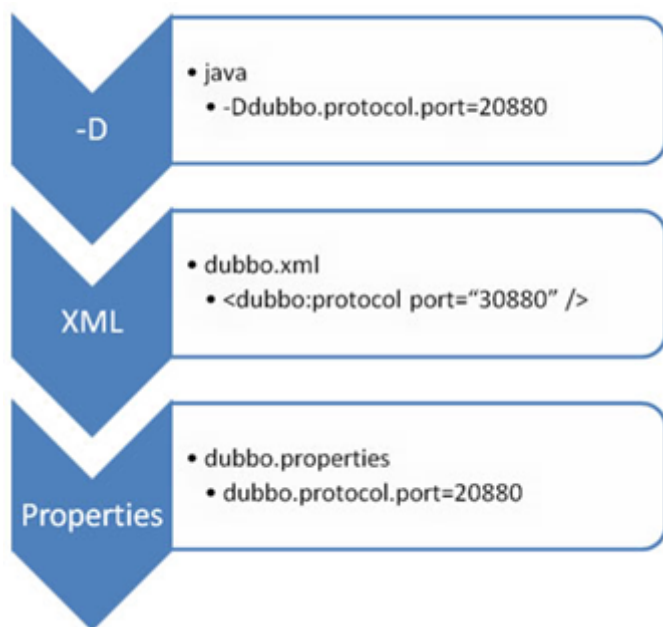 -D
• java
• -Ddubbo.protocol.port=20880
XML
• dubbo.xml
• <dubbo:protocol port=“30880” />
Properties
• dubbo.properties
• dubbo.protocol.port=20880